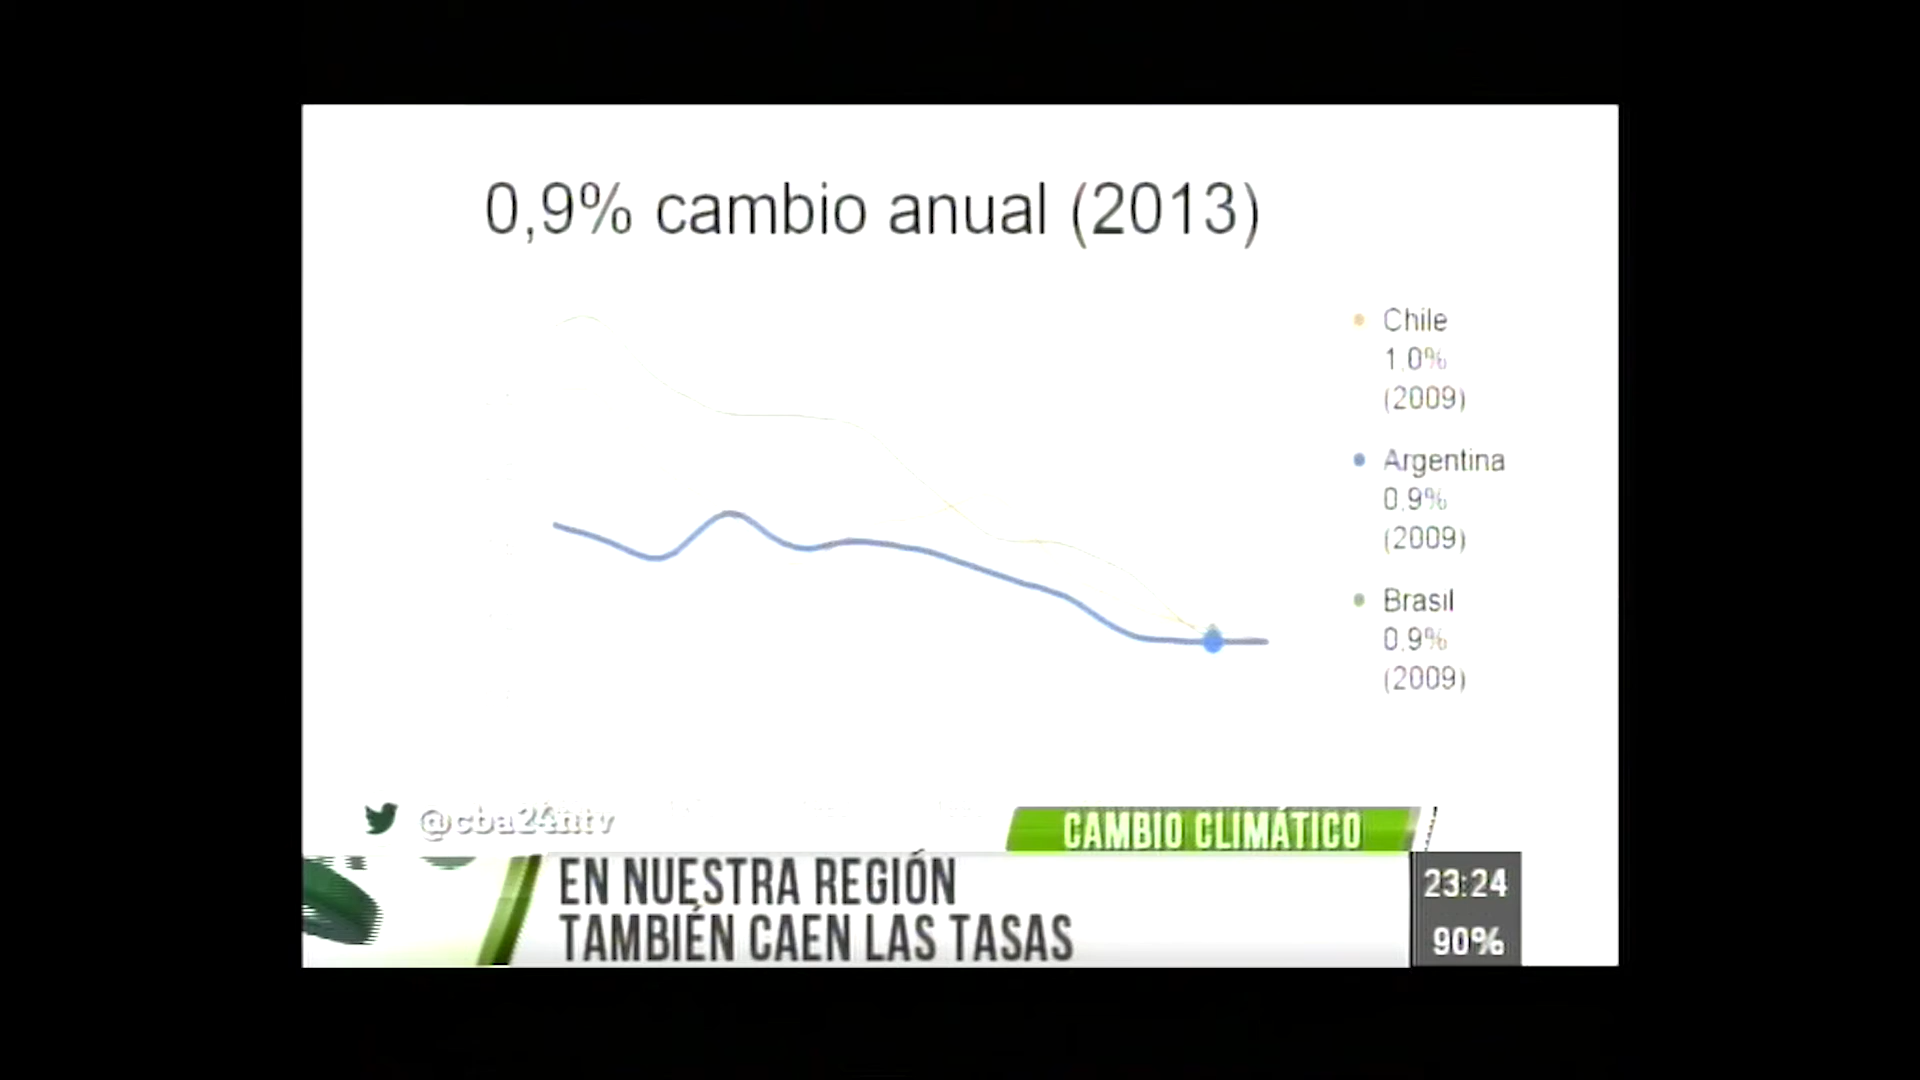 0,9% cambio anual (2013)
Chile
1.0%
(2009)
Argentina
0.9%
(2009)
Brasil
0.9%
(2009)
@cba24ntv
CAMBIO CLIMÁTICO
EN NUESTRA REGIÓN
TAMBIÉN CAEN LAS TASAS
23:24
90%